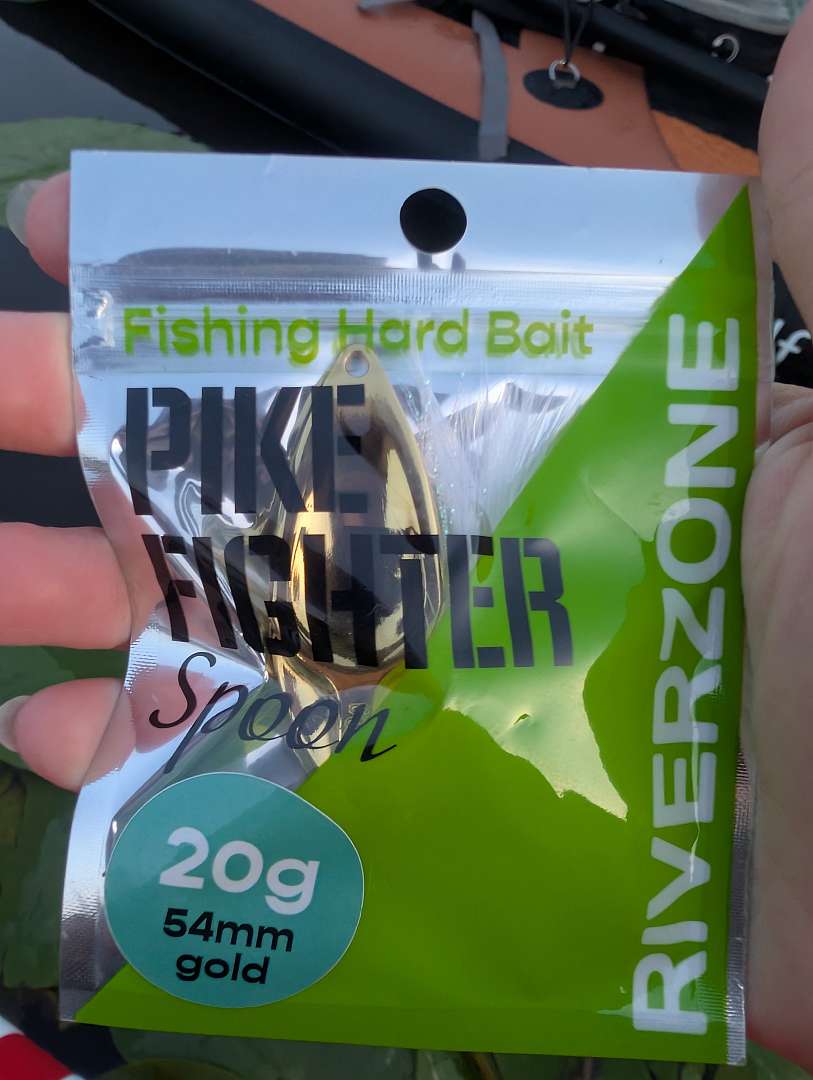 Fishing Hard Bait
PIKE
FIGHTER
Spoon
20g
54mm
gold
RIVERZONE